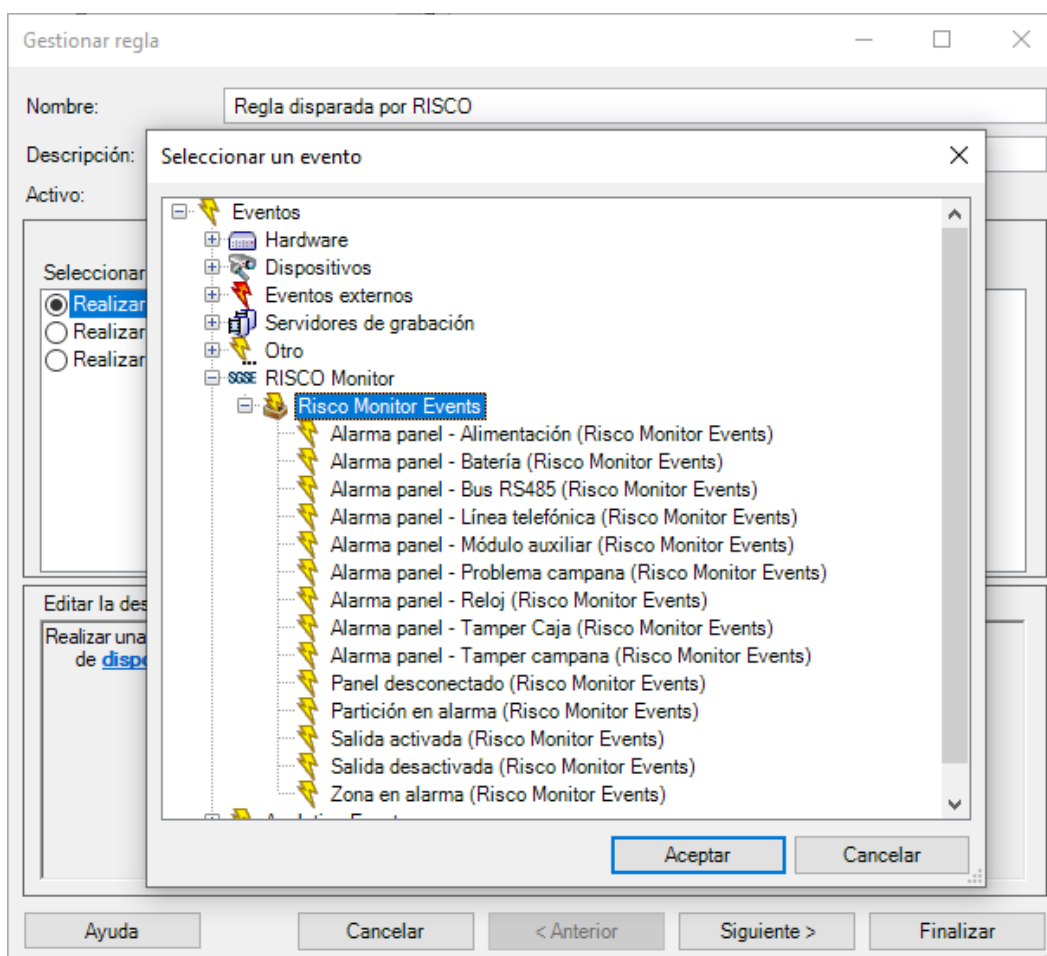 Gestionar regla
Nombre:
Regla disparada por RISCO
Descripción:
Seleccionar un evento
Activo:
Eventos
Hardware
Dispositivos
Eventos externos
Servidores de grabación
Otro
SGSE RISCO Monitor
Risco Monitor Events
Alarma panel - Alimentación (Risco Monitor Events)
Alarma panel - Batería (Risco Monitor Events)
Alarma panel - Bus RS485 (Risco Monitor Events)
Alarma panel - Línea telefónica (Risco Monitor Events)
Alarma panel - Módulo auxiliar (Risco Monitor Events)
Alarma panel - Problema campana (Risco Monitor Events)
Alarma panel - Reloj (Risco Monitor Events)
Alarma panel - Tamper Caja (Risco Monitor Events)
Alarma panel - Tamper campana (Risco Monitor Events)
Panel desconectado (Risco Monitor Events)
Partición en alarma (Risco Monitor Events)
Salida activada (Risco Monitor Events)
Salida desactivada (Risco Monitor Events)
Zona en alarma (Risco Monitor Events)
Seleccionar
Realizar
Realizar
Realizar
Editar la des
Realizar una
de dispo
Aceptar
Cancelar
Ayuda
Cancelar
< Anterior
Siguiente >
Finalizar